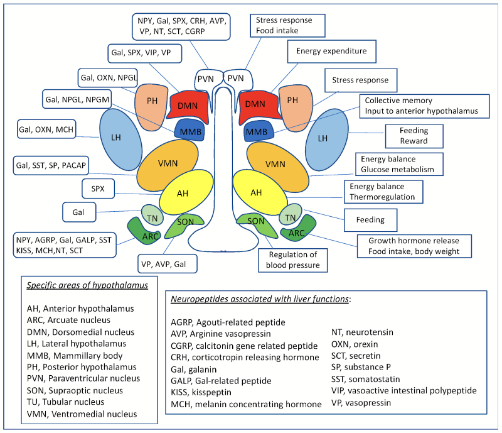 NPY, Gal, SPX, CRH, AVP,
VP, NT, SCT, CGRP
Stress response
Food intake
Gal, SPX, VIP, VP
Energy expenditure
PVN
PVN
Gal, OXN, NPGL
Stress response
PH
DMN
DMN
PH
Gal, NPGL, NPGM
Collective memory
Input to anterior hypothalamus
MMB
MMB
Gal, OXN, MCH
LH
LH
Feeding
Reward
VMN
VMN
Gal, SST, SP, PACAP
Energy balance
Glucose metabolism
SPX
AH
AH
Energy balance
Thermoregulation
Gal
TN
TN
Feeding
SON
SON
ARC
ARC
NPY, AGRP, Gal, GALP, SST
KISS, MCH,NT, SCT
Growth hormone release
Food intake, body weight
VP, AVP, Gal
Regulation of
blood pressure
Specific areas of hypothalamus
AH, Anterior hypothalamus
ARC, Arcuate nucleus
DMN, Dorsomedial nucleus
LH, Lateral hypothalamus
MMB, Mammillary body
PH, Posterior hypothalamus
PVN, Paraventricular nucleus
SON, Supraoptic nucleus
TU, Tubular nucleus
VMN, Ventromedial nucleus
Neuropeptides associated with liver functions:
AGRP, Agouti-related peptide
AVP, Arginine vasopressin
CGRP, calcitonin gene related peptide
CRH, corticotropin releasing hormone
Gal, galanin
GALP, Gal-related peptide
KISS, kisspeptin
MCH, melanin concentrating hormone
NT, neurotensin
OXN, orexin
SCT, secretin
SP, substance P
SST, somatostatin
VIP, vasoactive intestinal polypeptide
VP, vasopressin